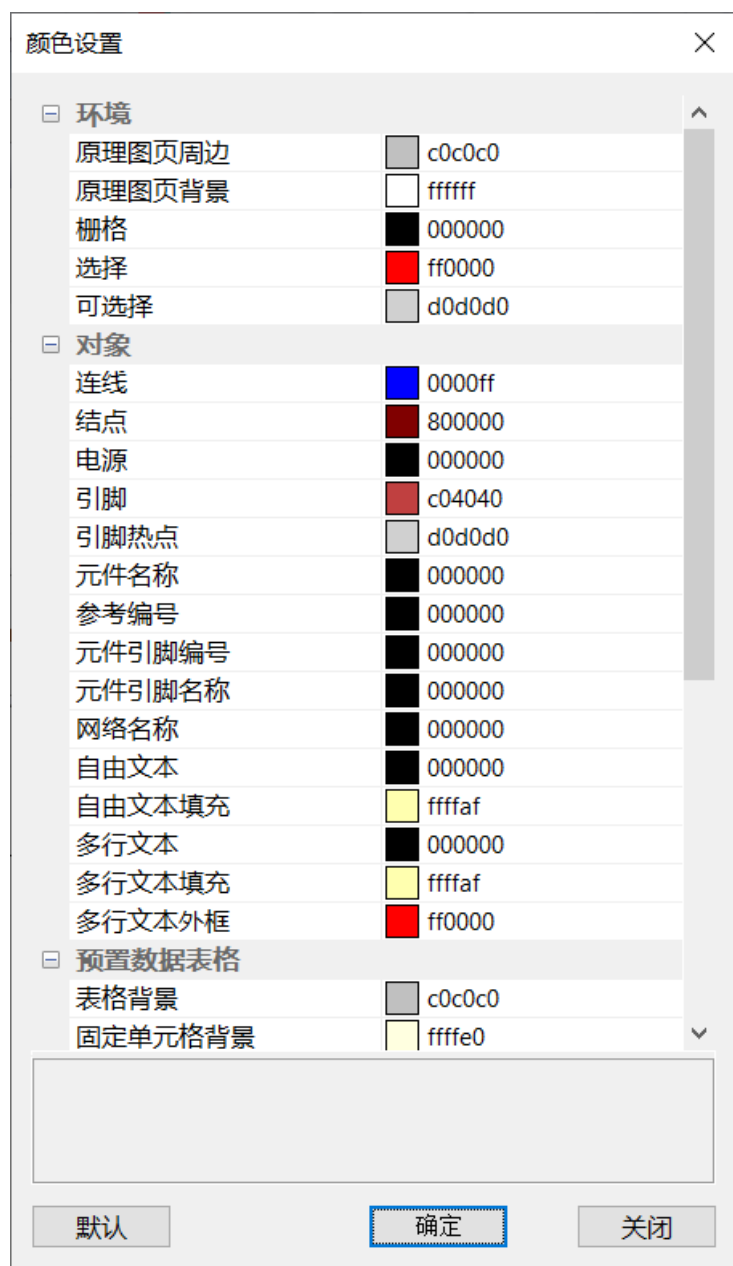 颜色设置
环境
原理图页周边 c0c0c0
原理图页背景 ffffff
栅格 000000
选择 ff0000
可选择 d0d0d0
对象
连线 0000ff
结点 800000
电源 000000
引脚 c04040
引脚热点 d0d0d0
元件名称 000000
参考编号 000000
元件引脚编号 000000
元件引脚名称 000000
网络名称 000000
自由文本 000000
自由文本填充 ffffaf
多行文本 000000
多行文本填充 ffffaf
多行文本外框 ff0000
预置数据表格
表格背景 c0c0c0
固定单元格背景 ffffe0
默认 确定 关闭